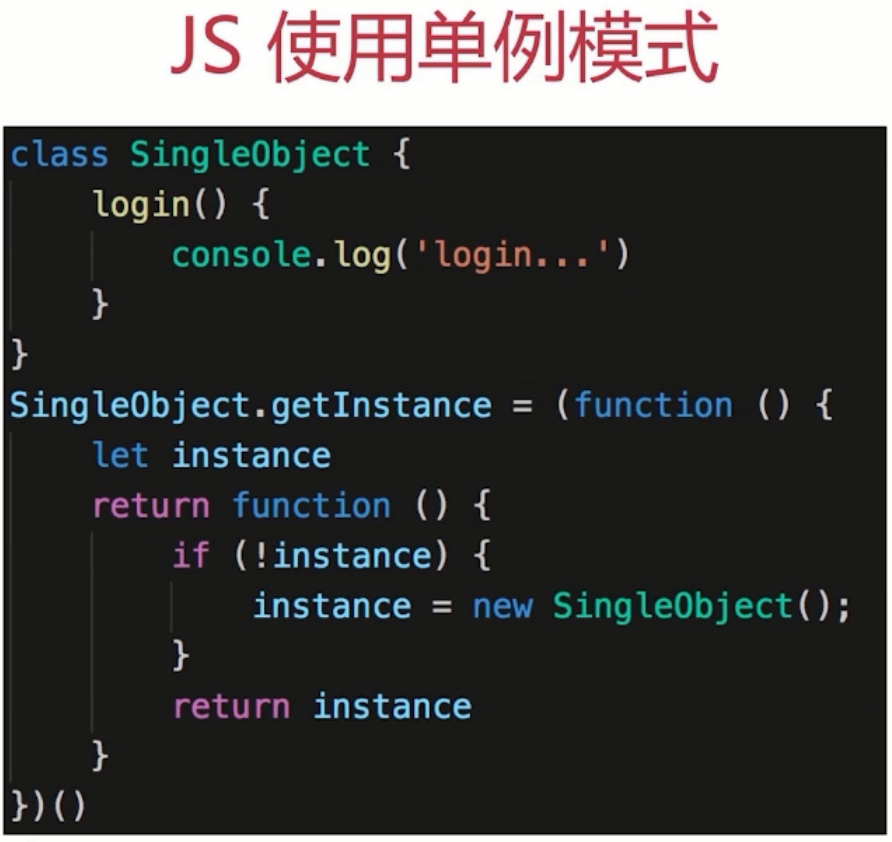 JS 使用单例模式
class SingleObject {
    login() {
        console.log('login...')
    }
}
SingleObject.getInstance = (function () {
    let instance
    return function () {
        if (!instance) {
            instance = new SingleObject();
        }
        return instance
    }
})()